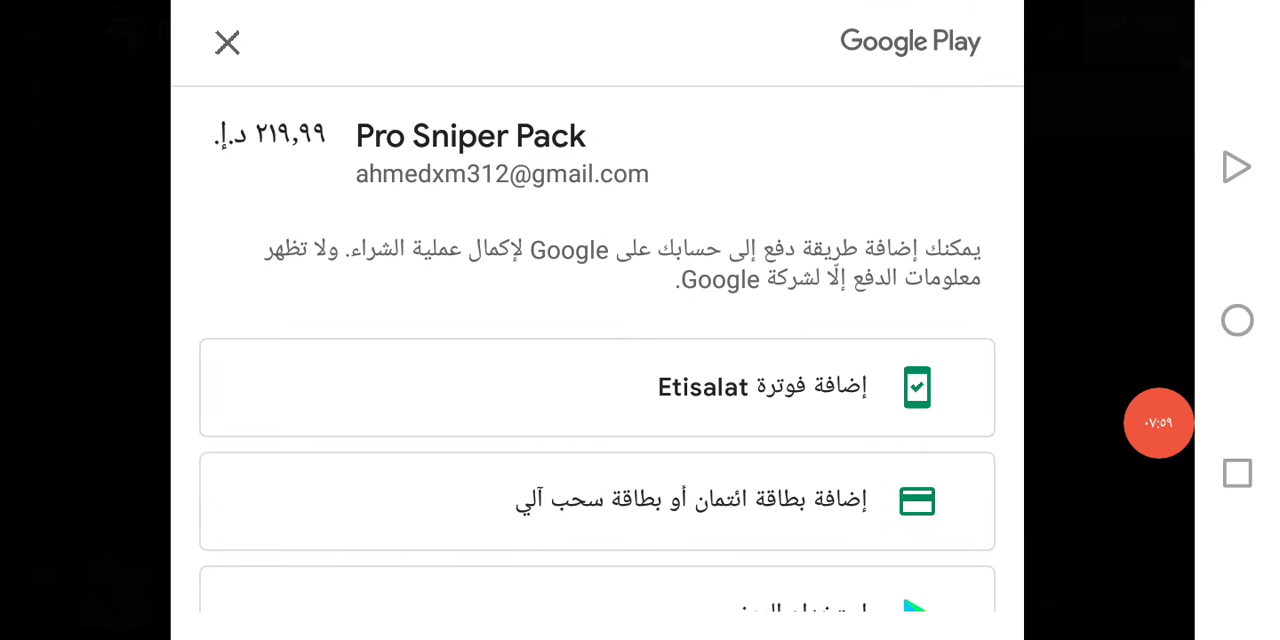 Google Play
Pro Sniper Pack
٢١٩,٩٩ د.إ.
ahmedxm312@gmail.com
يمكنك إضافة طريقة دفع إلى حسابك على Google لإكمال عملية الشراء. ولا تظهر
معلومات الدفع إلّا لشركة Google.
إضافة فوترة Etisalat
إضافة بطاقة ائتمان أو بطاقة سحب آلي
٠٧:٥٩